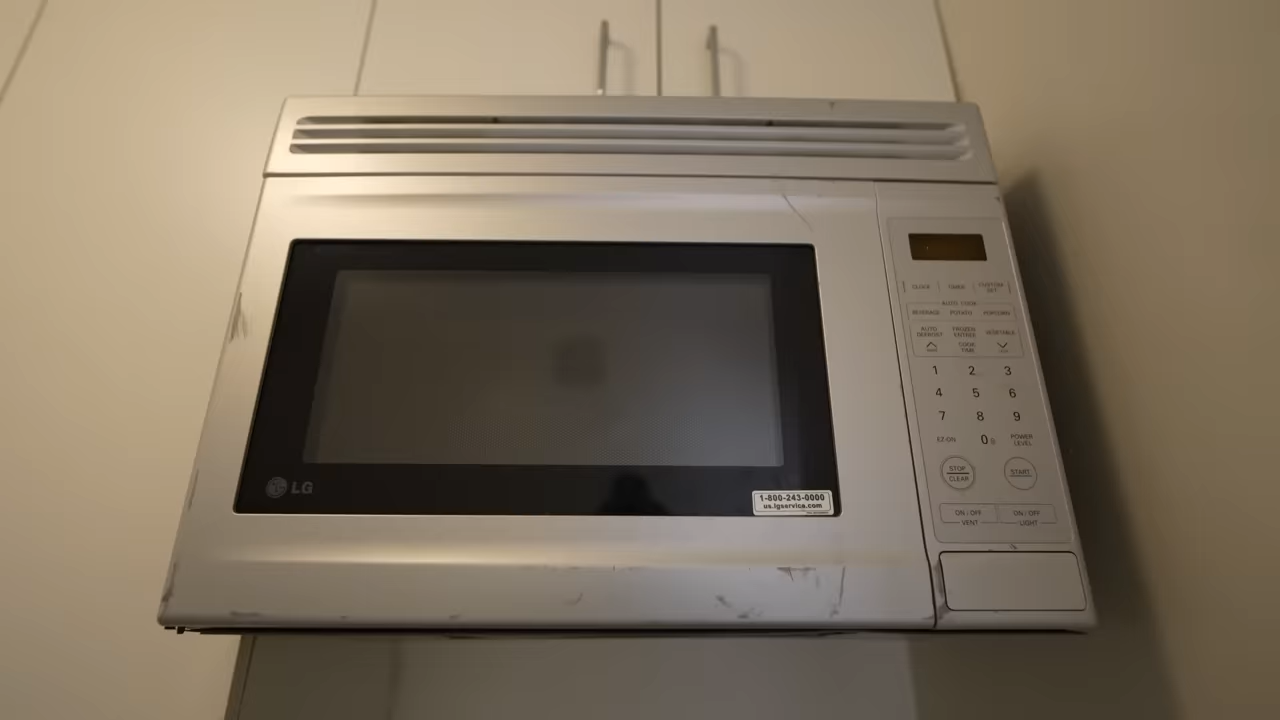 CLOCK TIMER CUSTOM SET
AUTO COOK
BEVERAGE POTATO POPCORN
AUTO DEFROST FROZEN ENTREE VEGETABLE
MORE COOK TIME LESS
1 2 3
4 5 6
7 8 9
EZ-ON 0 POWER LEVEL
STOP CLEAR START
ON / OFF ON / OFF
VENT LIGHT
LG
1-800-243-0000
us.lgservice.com